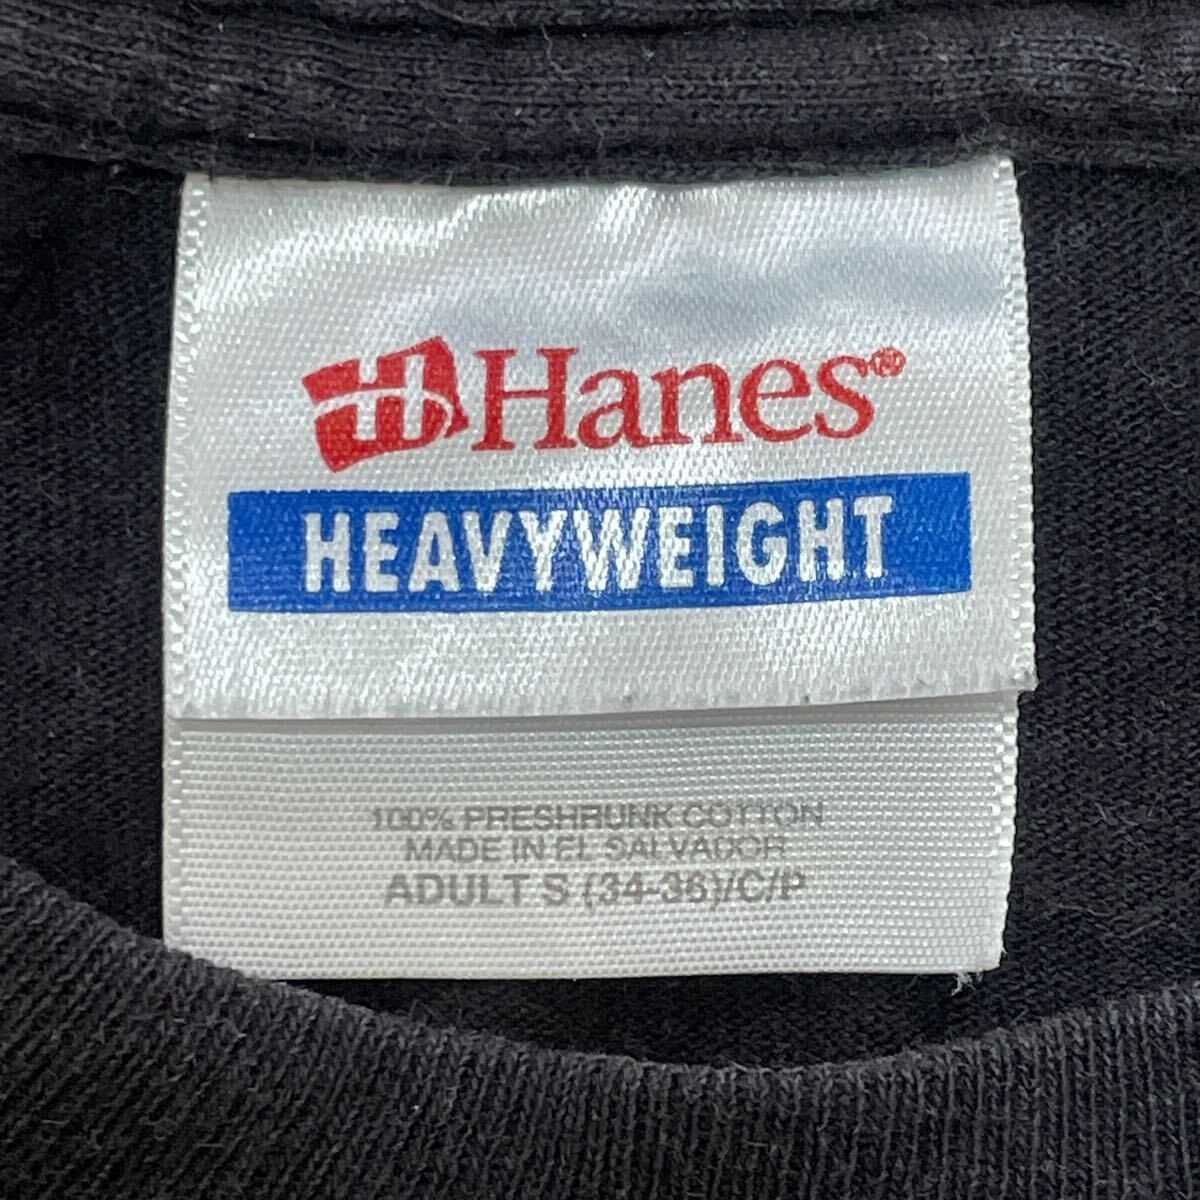 H Hanes®
HEAVYWEIGHT
100% PRESHRUNK COTTON
MADE IN EL SALVADOR
ADULT S (34-36)/C/P